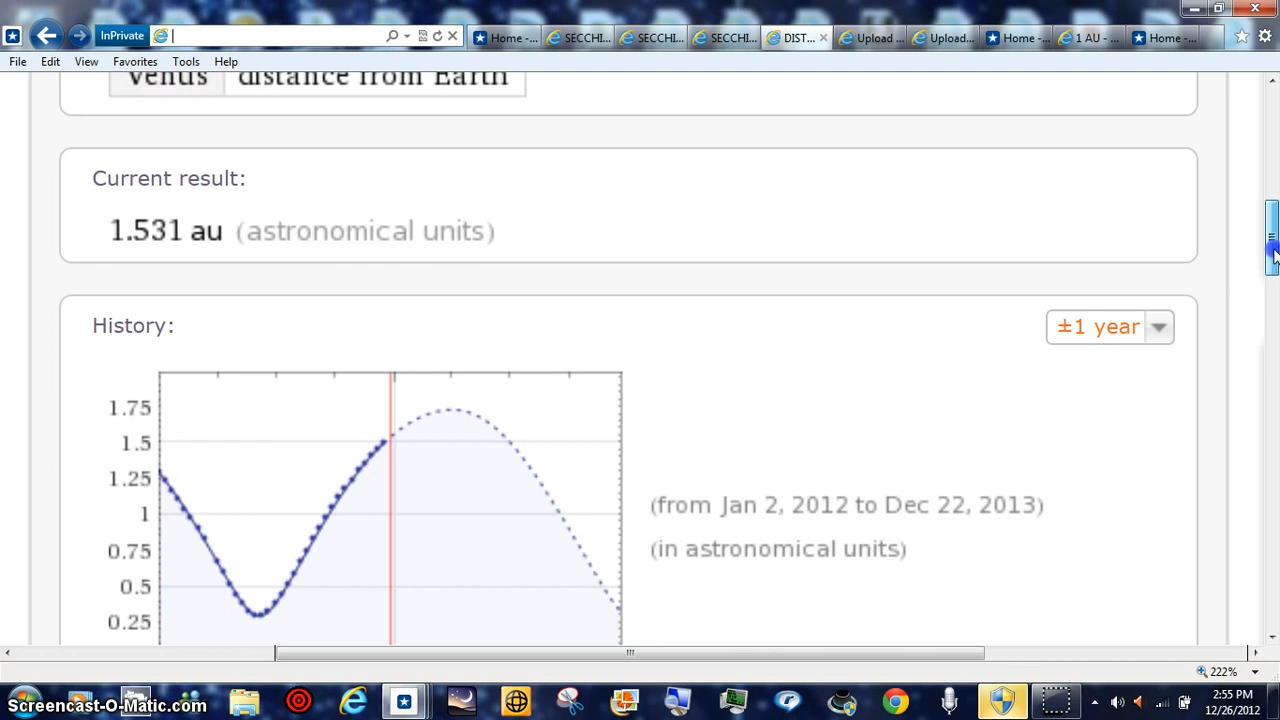 InPrivate
Home -...
SECCHI...
SECCHI...
SECCHI...
DIST...
Upload ...
Upload...
Home -...
1 AU - ...
Home -...
File Edit View Favorites Tools Help
Venus distance from Earth
Current result:
1.531 au (astronomical units)
History:
±1 year
1.75
1.5
1.25
1
0.75
0.5
0.25
(from Jan 2, 2012 to Dec 22, 2013)
(in astronomical units)
222%
Screencast-O-Matic.com
2:55 PM
12/26/2012